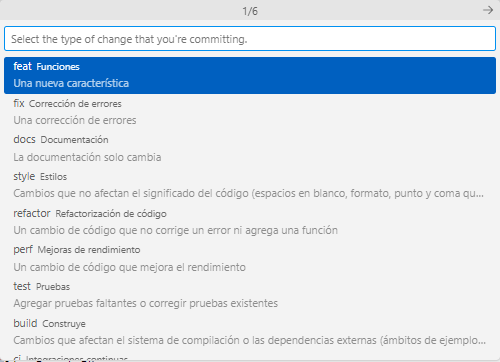 1/6
Select the type of change that you're committing.
feat Funciones
Una nueva característica
fix Corrección de errores
Una corrección de errores
docs Documentación
La documentación solo cambia
style Estilos
Cambios que no afectan el significado del código (espacios en blanco, formato, punto y coma qu...
refactor Refactorización de código
Un cambio de código que no corrige un error ni agrega una función
perf Mejoras de rendimiento
Un cambio de código que mejora el rendimiento
test Pruebas
Agregar pruebas faltantes o corregir pruebas existentes
build Construye
Cambios que afectan el sistema de compilación o las dependencias externas (ámbitos de ejemplo...
ci Integraciones continuas